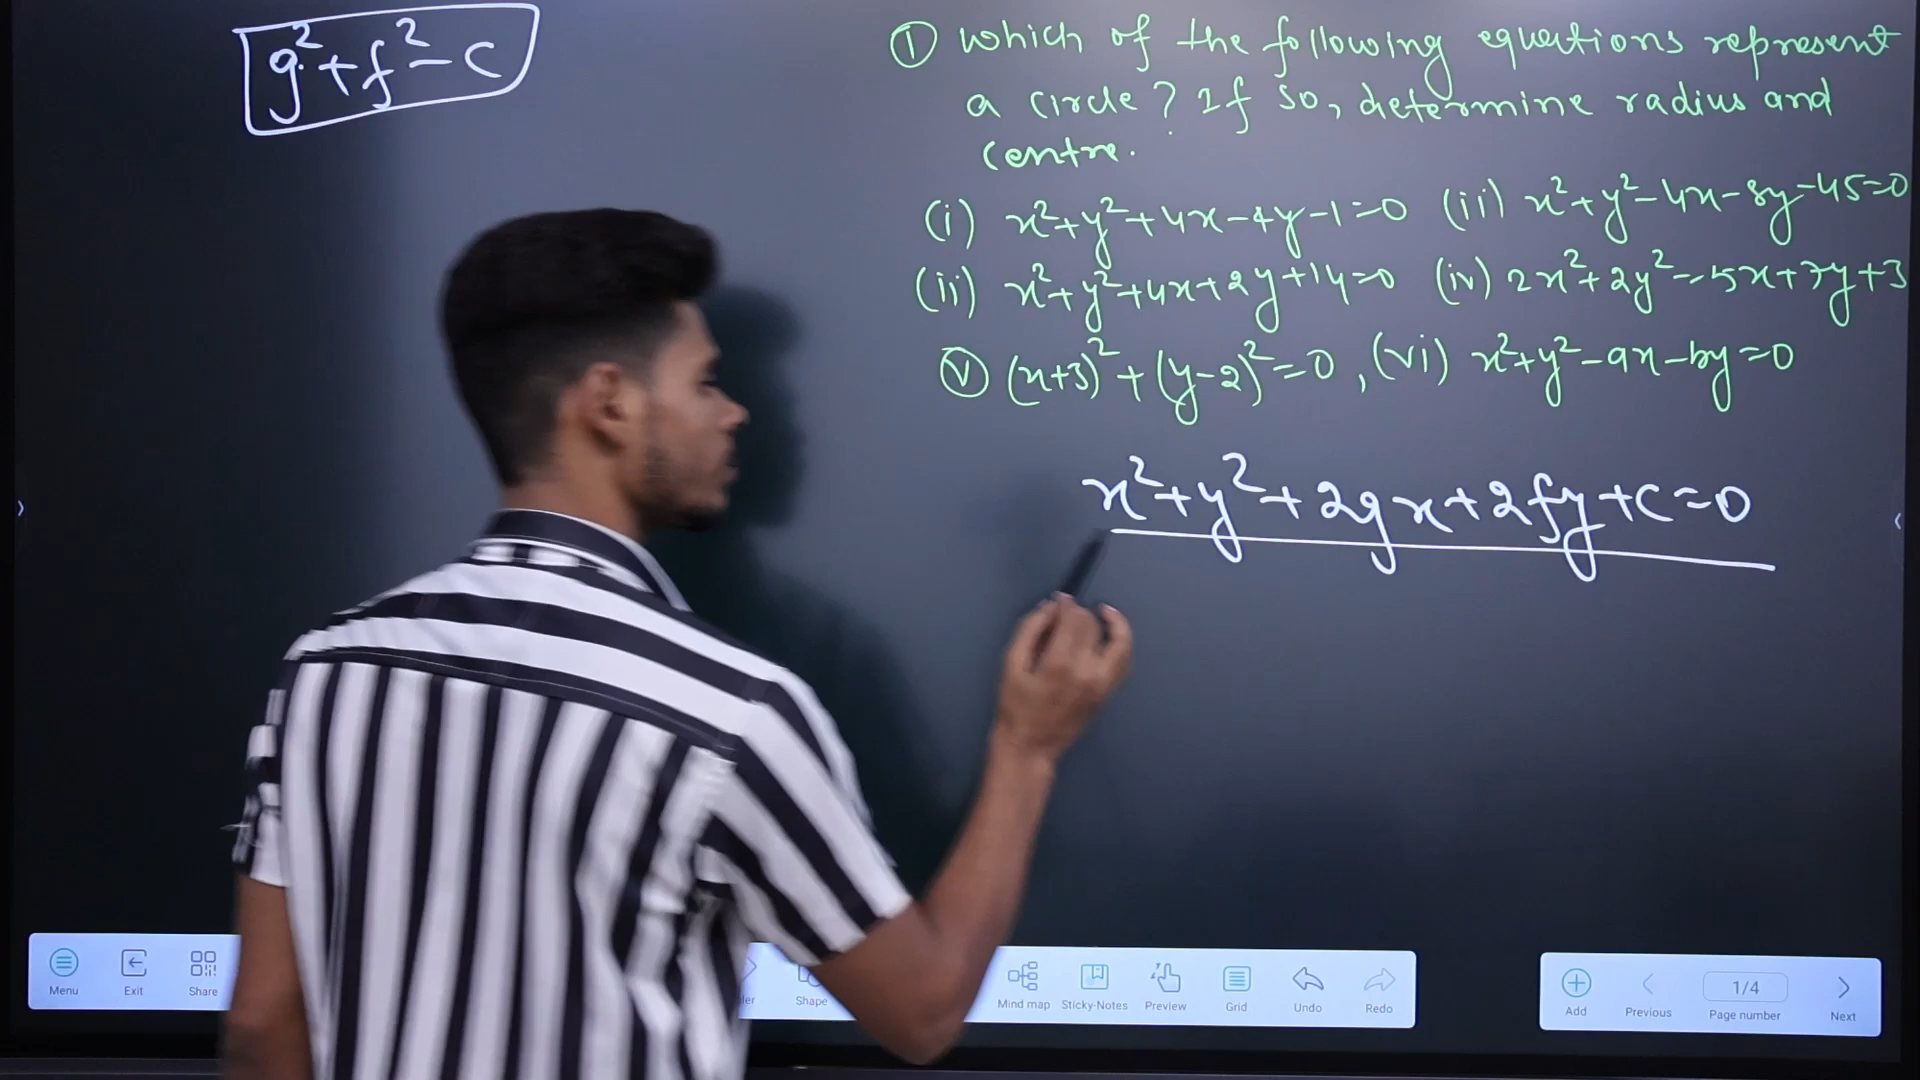 g²+f²-c
① which of the following equations represent
a circle? If so, determine radius and
centre.
(i) x²+y²+4x-4y-1=0 (iii) x²+y²-4x-8y-45=0
(ii) x²+y²+4x+2y+14=0 (iv) 2x²+2y²-5x+7y+3
Ⓥ (x+3)²+(y-2)²=0, (vi) x²+y²-ax-by=0
x²+y²+2gx+2fy+c=0
Menu Exit Share Shape Mind map Sticky-Notes Preview Grid Undo Redo Add Previous 1/4 Page number Next